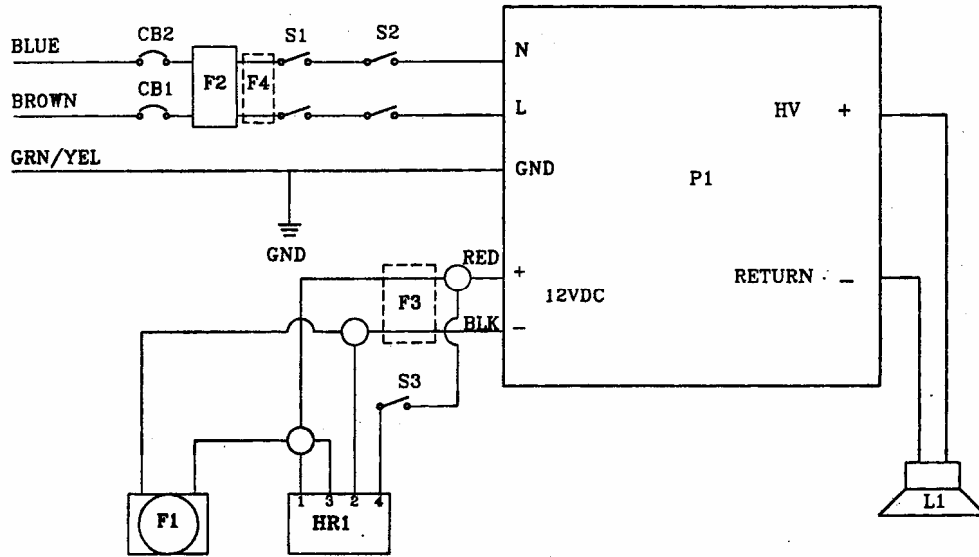 BLUE
CB2
S1
S2
N
F2
F4
BROWN
CB1
L
HV
+
GRN/YEL
GND
P1
GND
RED
+
12VDC
RETURN
–
F3
BLK
–
S3
1
3
2
4
F1
HR1
L1